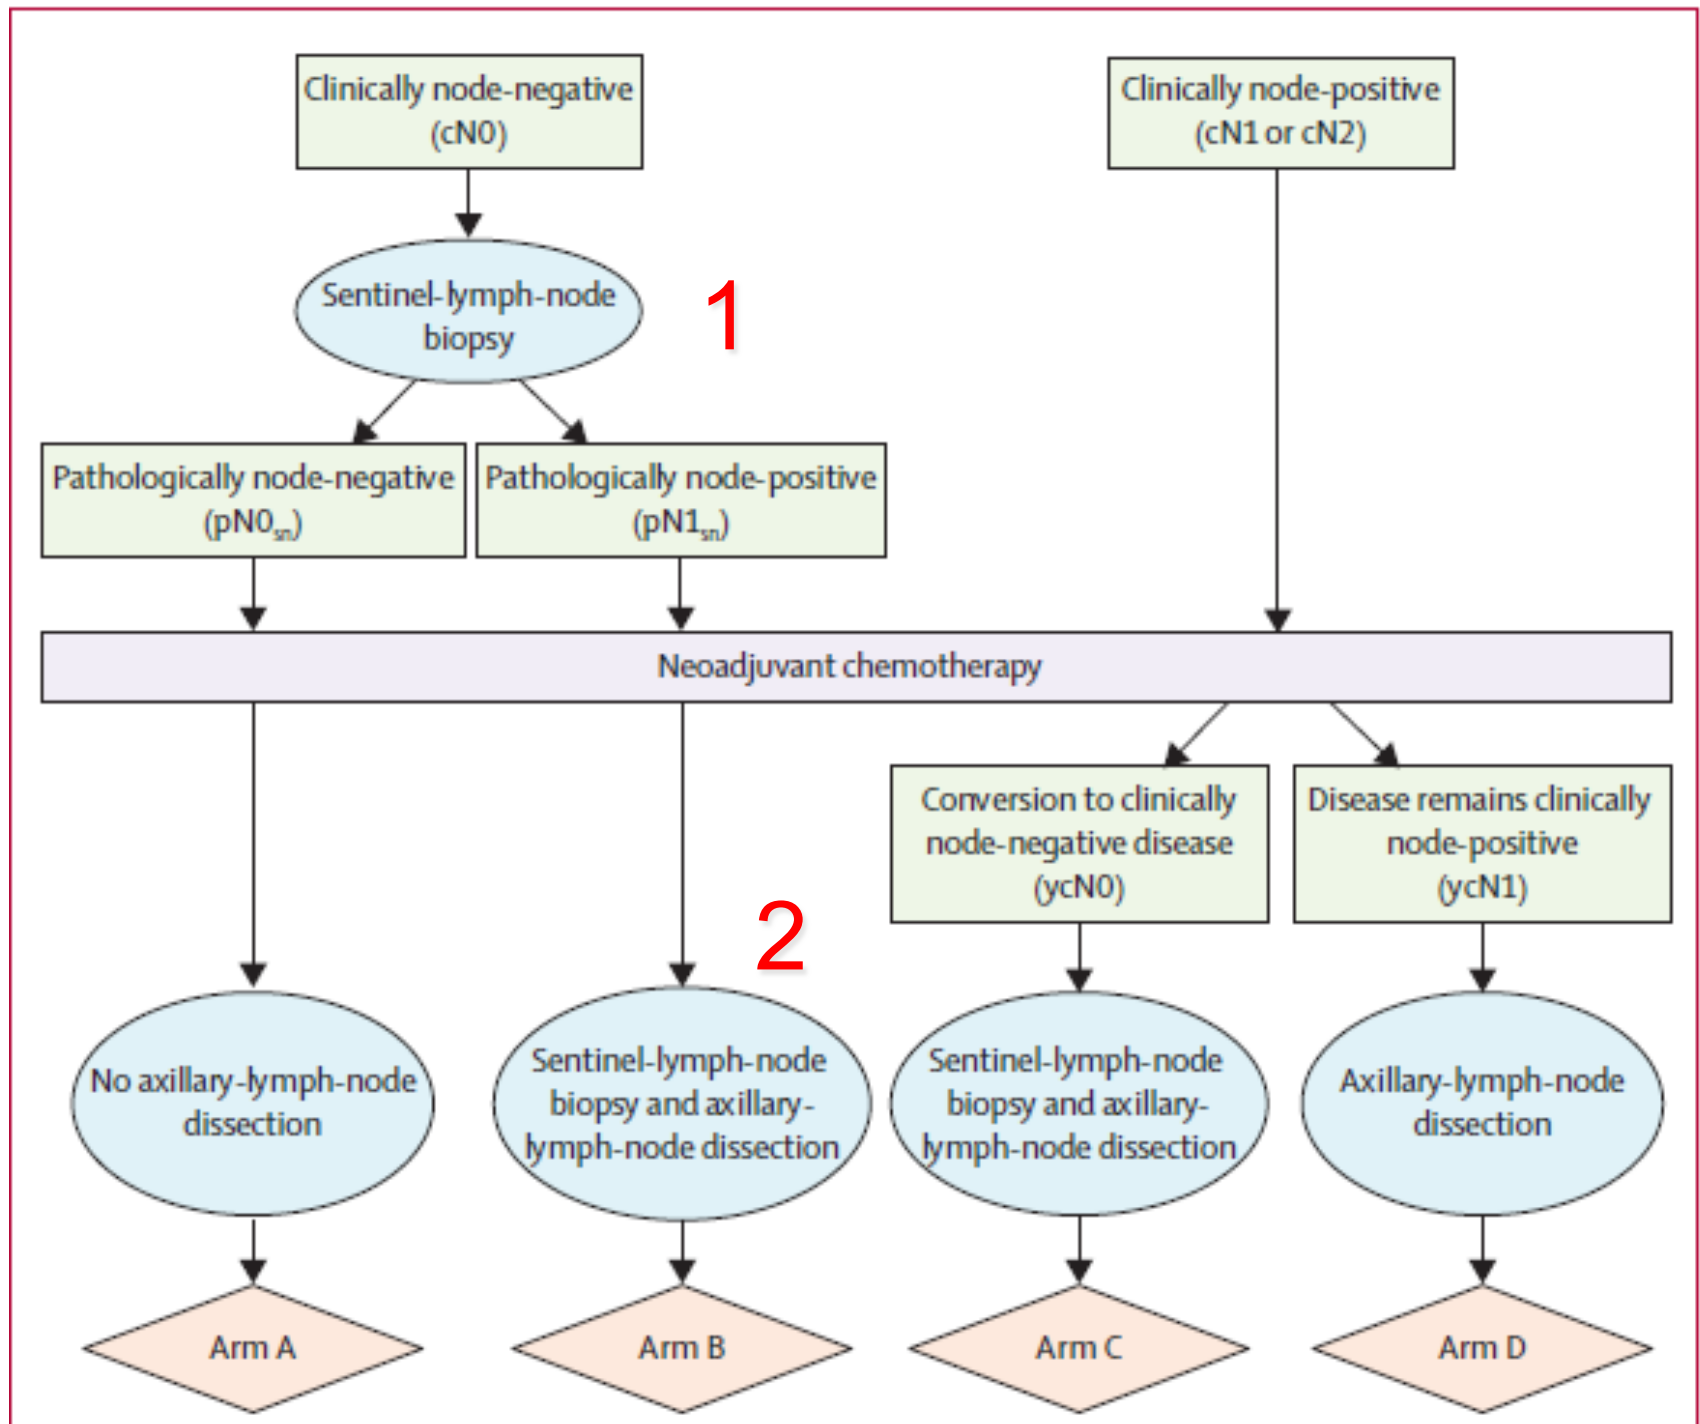 Clinically node-negative
(cN0)
Clinically node-positive
(cN1 or cN2)
Sentinel-lymph-node
biopsy
1
Pathologically node-negative
(pN0sn)
Pathologically node-positive
(pN1sn)
Neoadjuvant chemotherapy
Conversion to clinically
node-negative disease
(ycN0)
Disease remains clinically
node-positive
(ycN1)
2
No axillary-lymph-node
dissection
Sentinel-lymph-node
biopsy and axillary-
lymph-node dissection
Sentinel-lymph-node
biopsy and axillary-
lymph-node dissection
Axillary-lymph-node
dissection
Arm A
Arm B
Arm C
Arm D